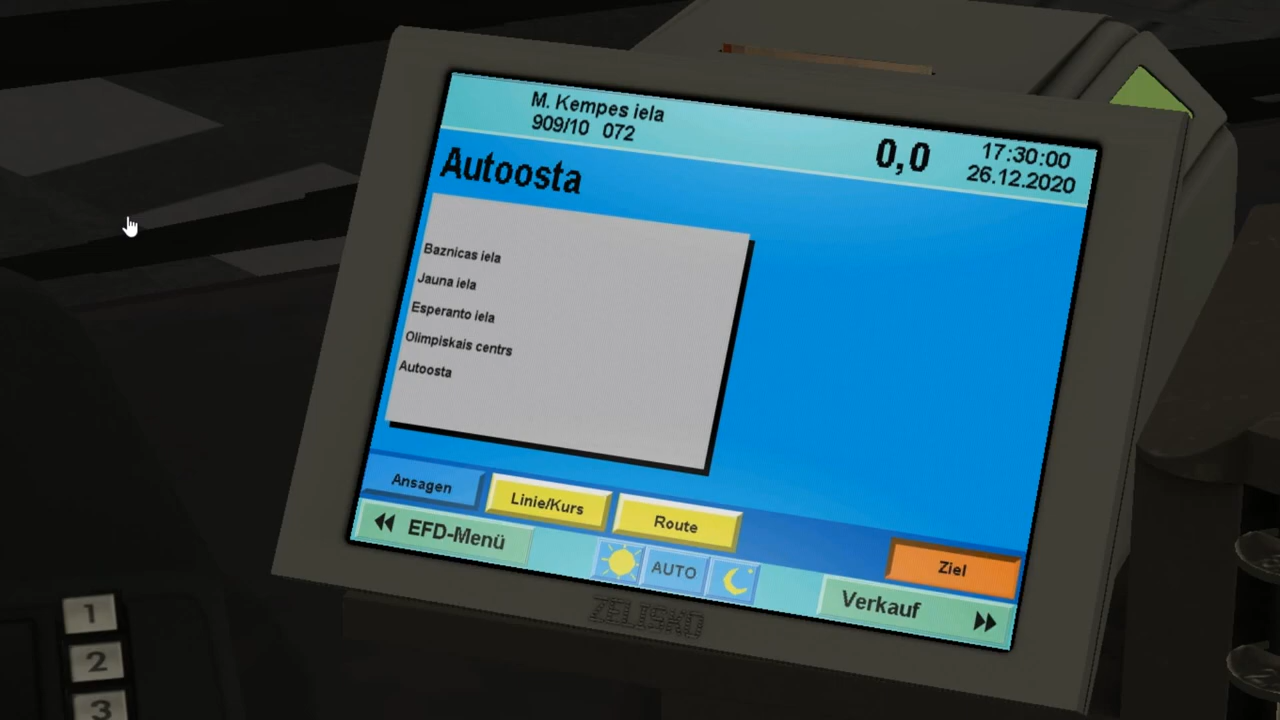 M. Kempes iela
909/10 072
0,0
17:30:00
26.12.2020
Autoosta
Baznicas iela
Jauna iela
Esperanto iela
Olimpiskais centrs
Autoosta
Ansagen
Linie/Kurs
Route
Ziel
EFD-Menü
AUTO
Verkauf
ZELISKO
1
2
3